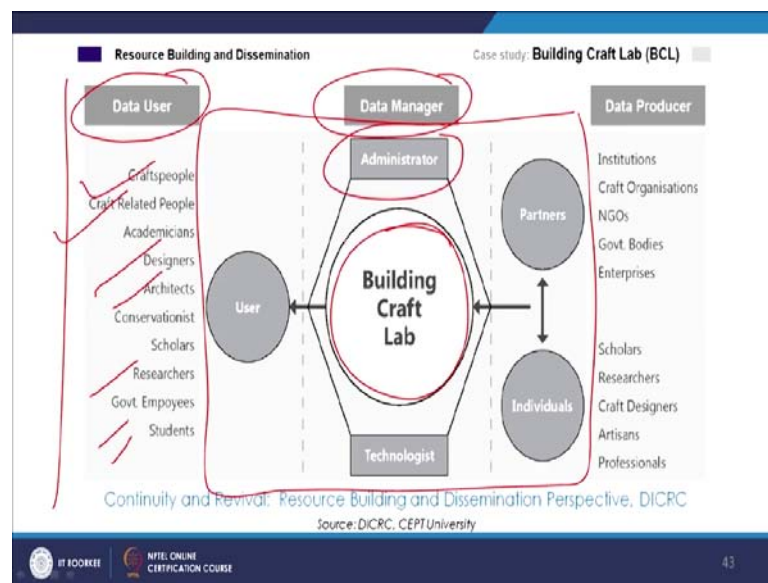 Resource Building and Dissemination
Case study: Building Craft Lab (BCL)
Data User
Data Manager
Data Producer
Craftspeople
Craft Related People
Academicians
Designers
Architects
Conservationist
Scholars
Researchers
Govt. Empoyees
Students
User
Administrator
Building
Craft
Lab
Technologist
Partners
Individuals
Institutions
Craft Organisations
NGOs
Govt. Bodies
Enterprises
Scholars
Researchers
Craft Designers
Artisans
Professionals
Continuity and Revival: Resource Building and Dissemination Perspective, DICRC
Source: DICRC, CEPT University
IIT ROORKEE
NPTEL ONLINE
CERTIFICATION COURSE
43